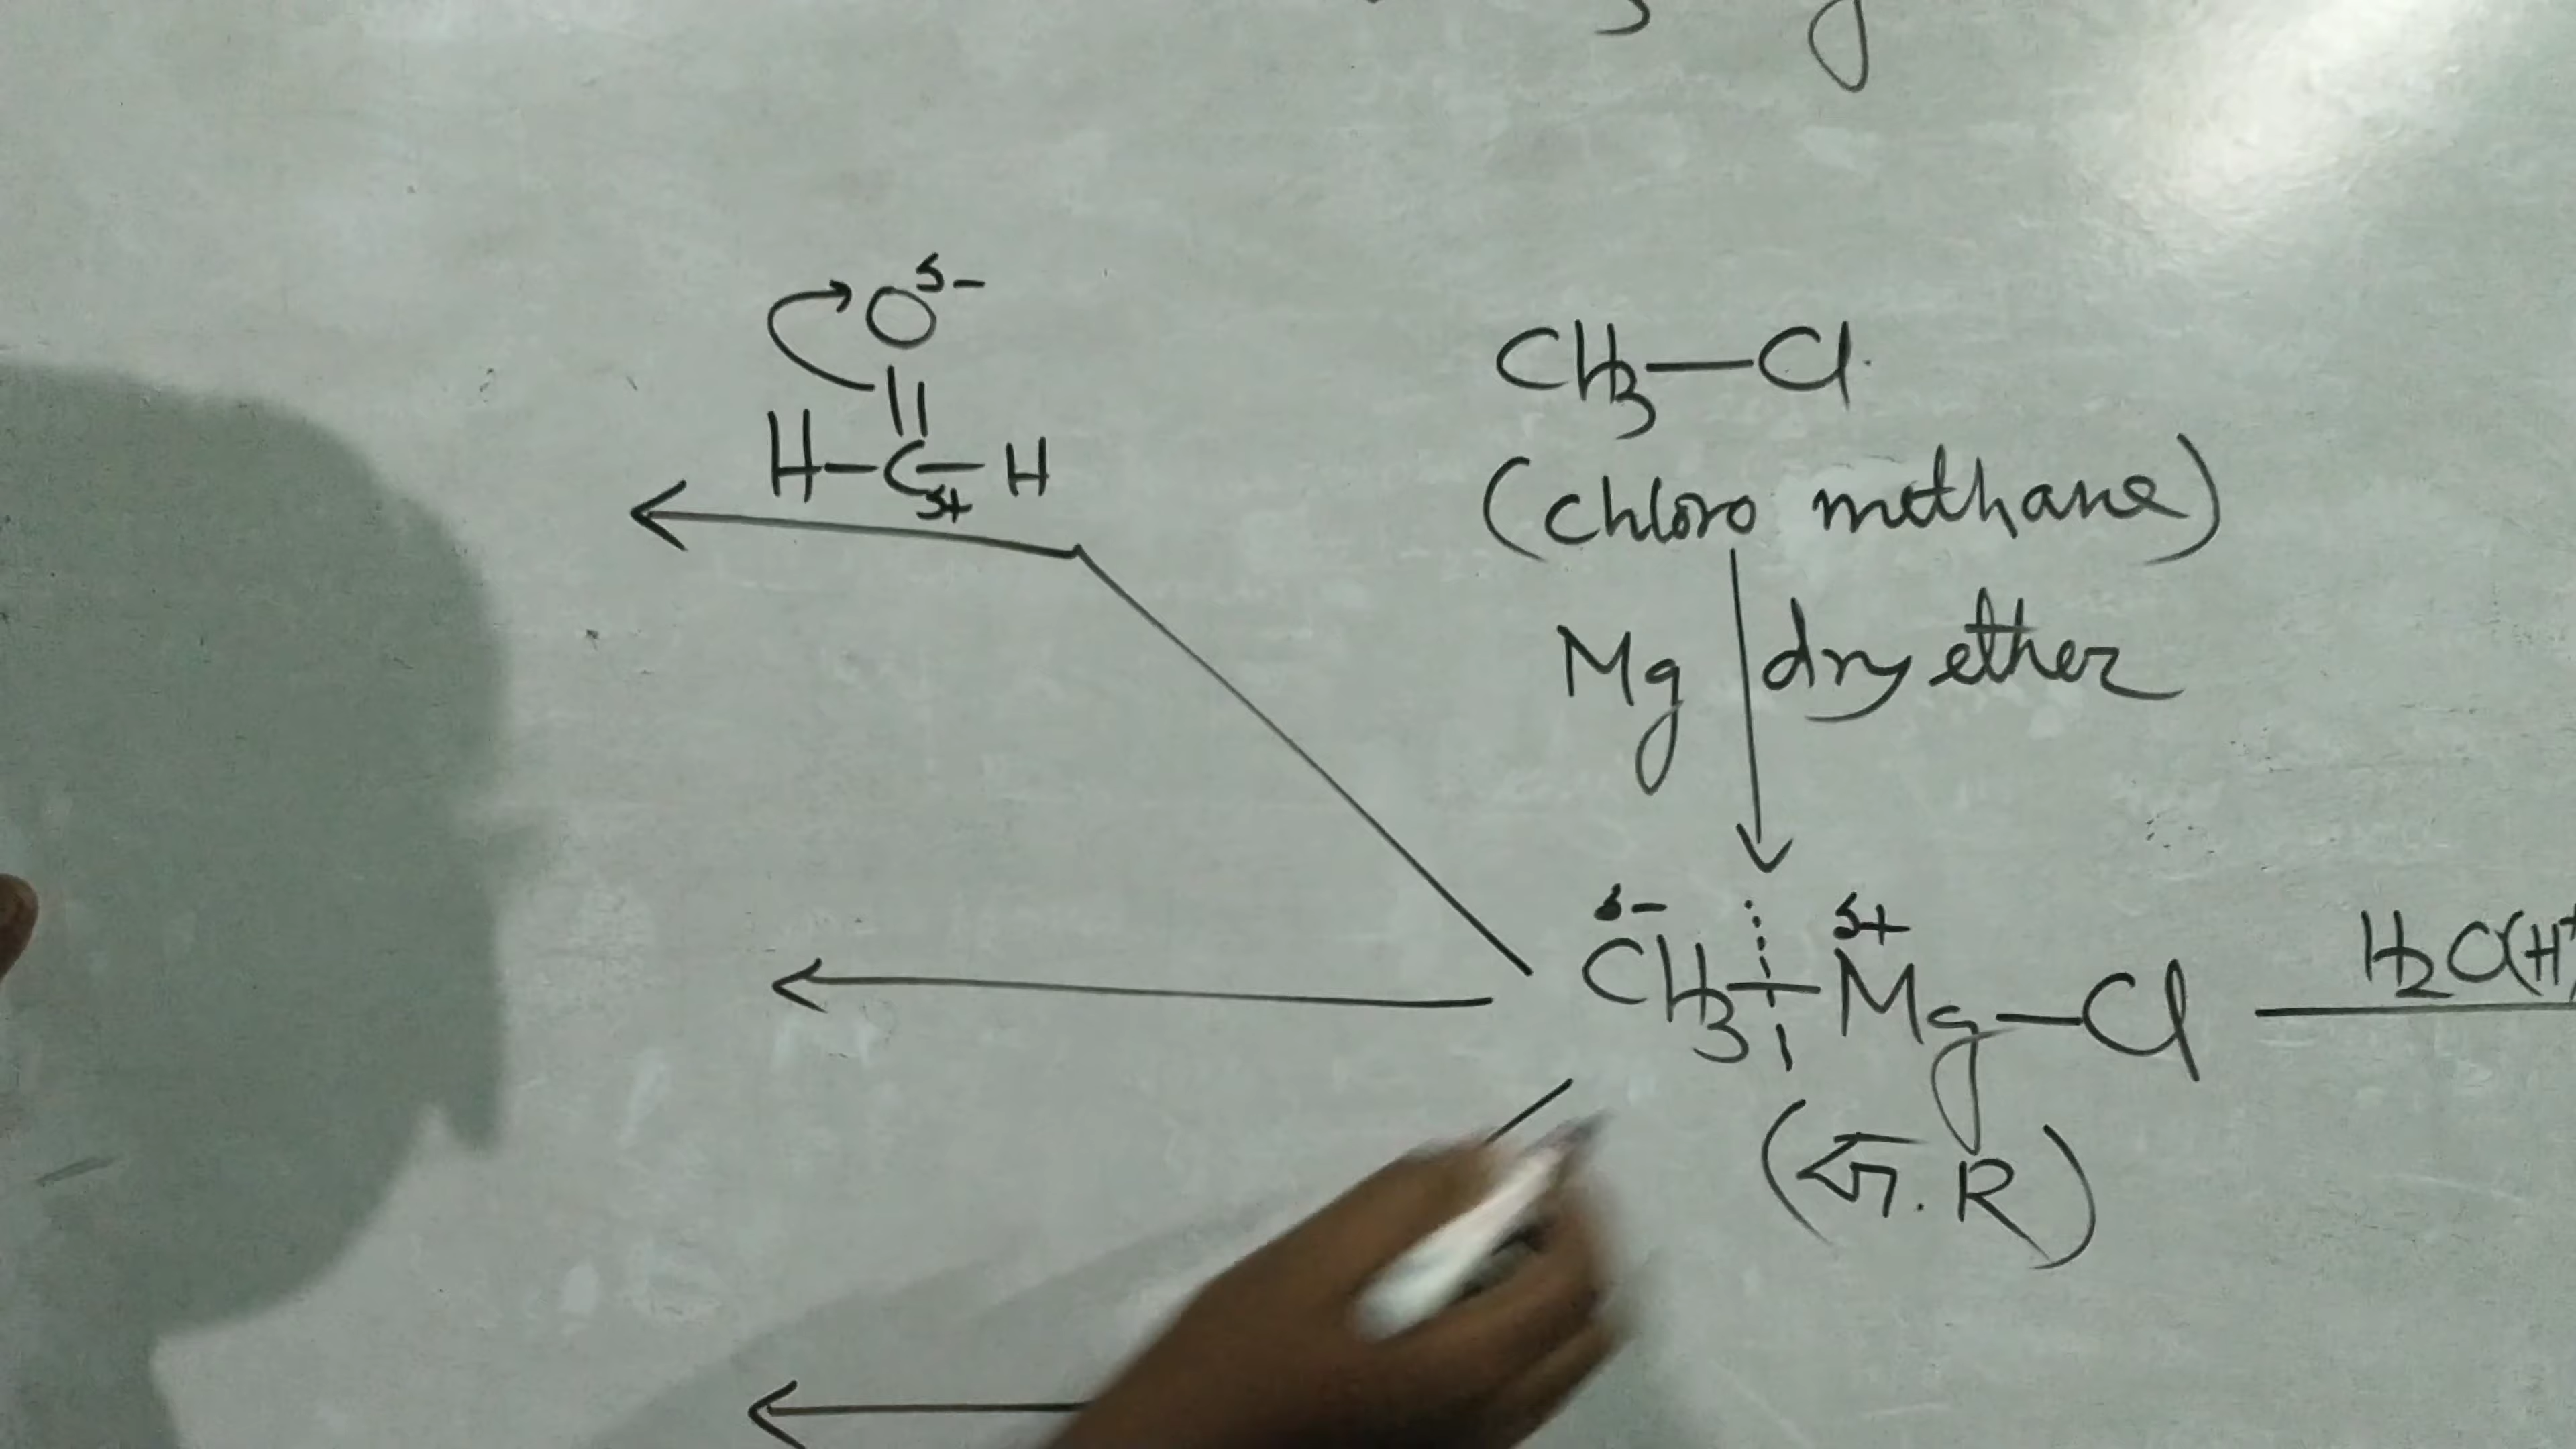 O δ-
||
H-C-H
δ+
CH₃-Cl
(chloro methane)
Mg | dry ether
δ- δ+
CH₃-Mg-Cl
H₂O(H⁺
(G.R)